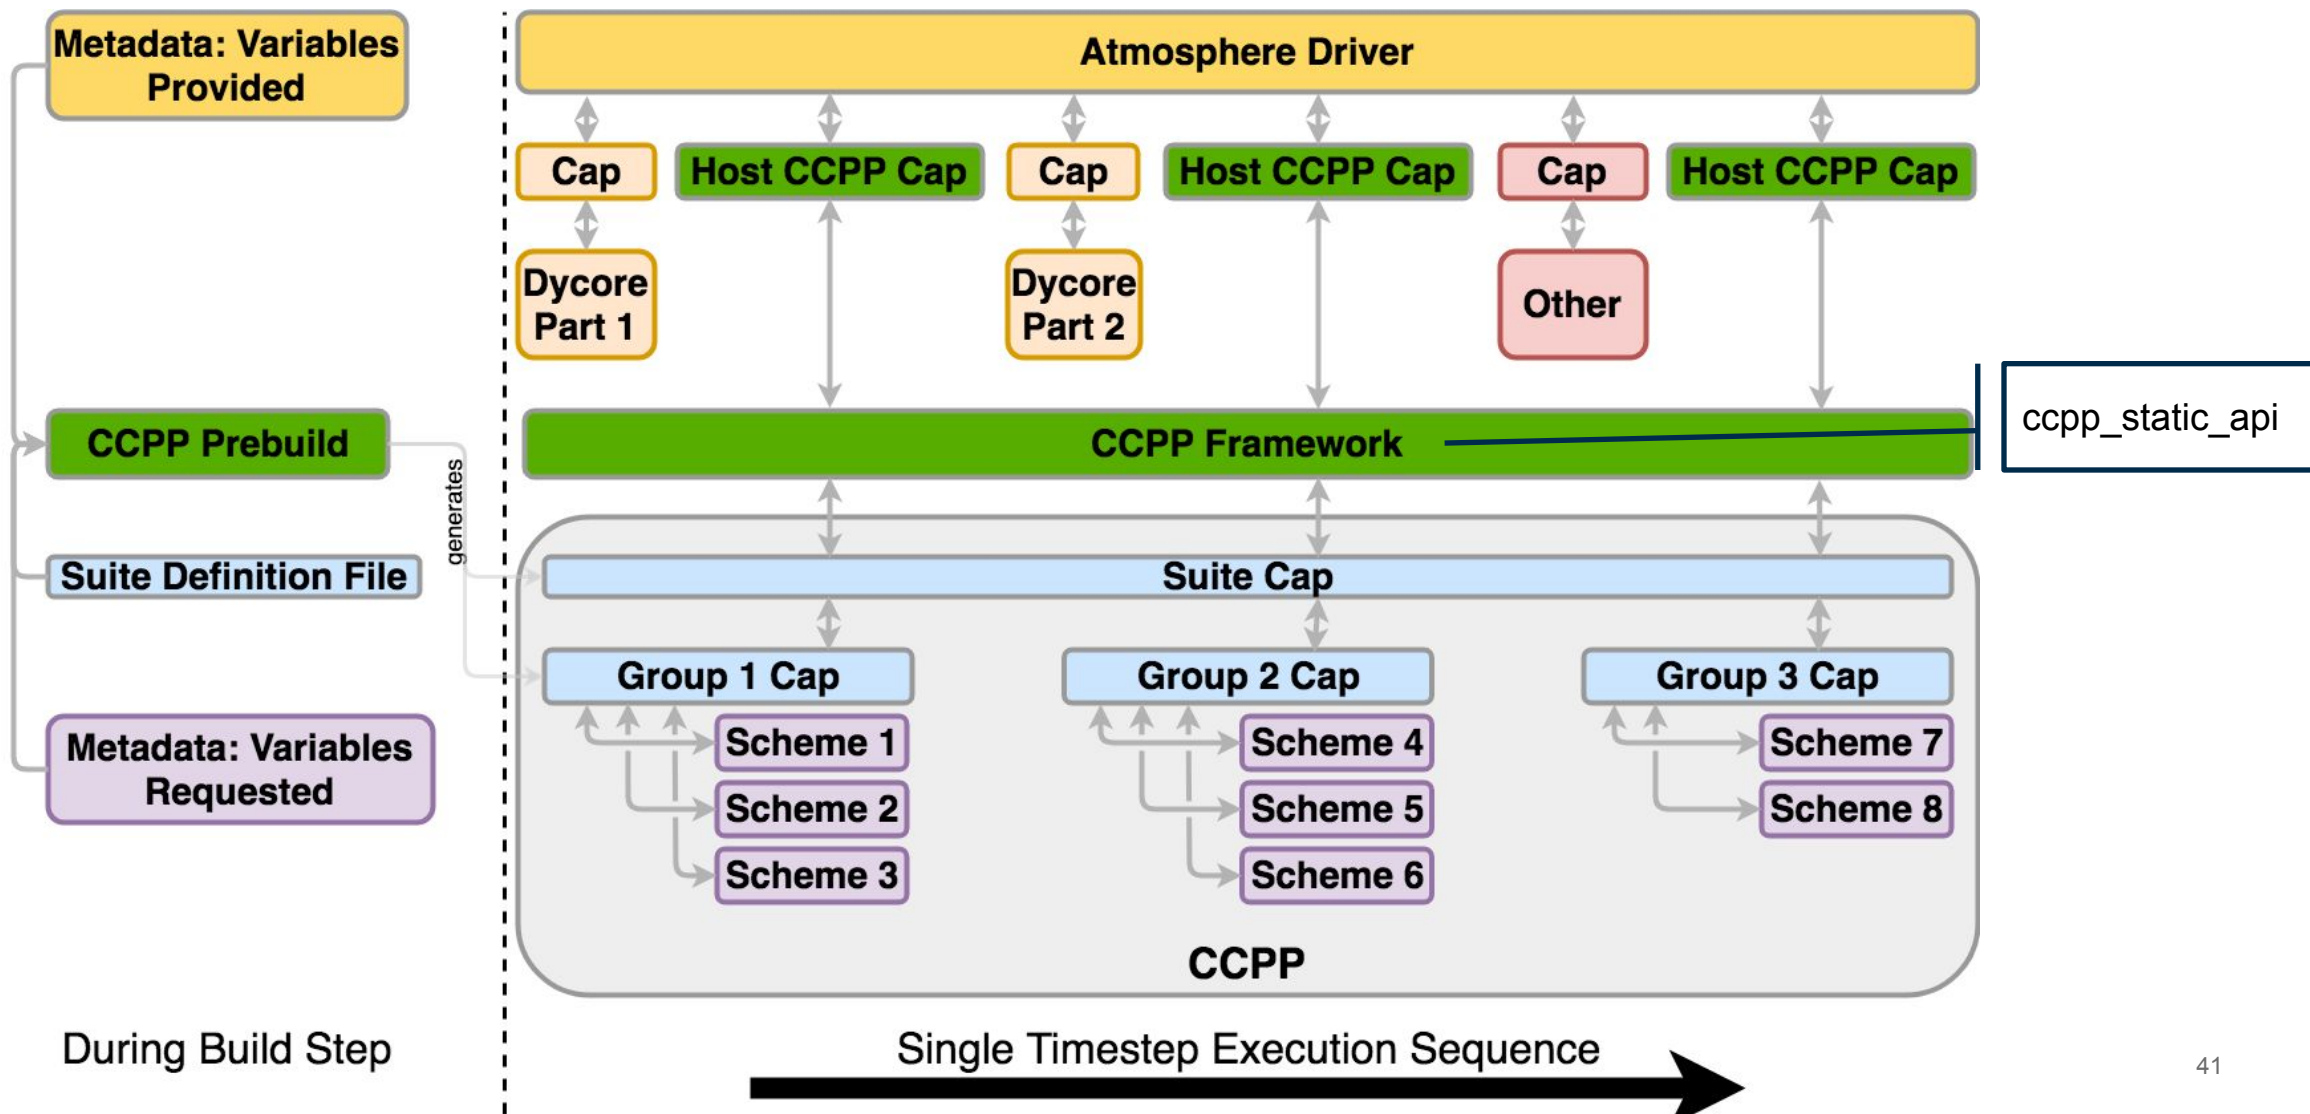 Metadata: Variables
Provided
Atmosphere Driver
Cap
Host CCPP Cap
Cap
Host CCPP Cap
Cap
Host CCPP Cap
Dycore
Part 1
Dycore
Part 2
Other
CCPP Prebuild
generates
CCPP Framework
ccpp_static_api
Suite Definition File
Suite Cap
Group 1 Cap
Group 2 Cap
Group 3 Cap
Metadata: Variables
Requested
Scheme 1
Scheme 2
Scheme 3
Scheme 4
Scheme 5
Scheme 6
Scheme 7
Scheme 8
CCPP
During Build Step
Single Timestep Execution Sequence
41